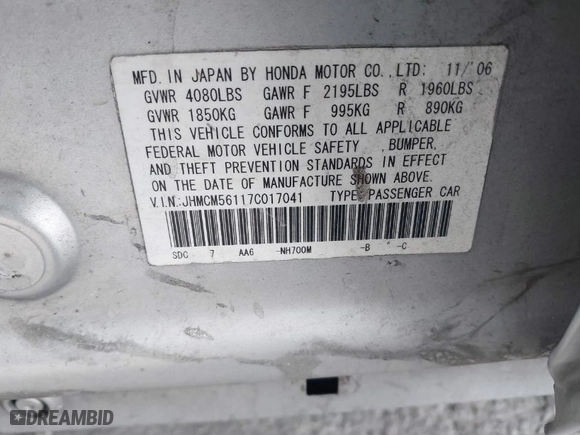 MFD. IN JAPAN BY HONDA MOTOR CO., LTD: 11/'06
GVWR 4080LBS GAWR F 2195LBS R 1960LBS
GVWR 1850KG GAWR F 995KG R 890KG
THIS VEHICLE CONFORMS TO ALL APPLICABLE
FEDERAL MOTOR VEHICLE SAFETY , BUMPER,
AND THEFT PREVENTION STANDARDS IN EFFECT
ON THE DATE OF MANUFACTURE SHOWN ABOVE.
V.I.N.:JHMCM56117C017041 TYPE:PASSENGER CAR
SDC 7 AA6 -NH700M -B -C
DREAMBID